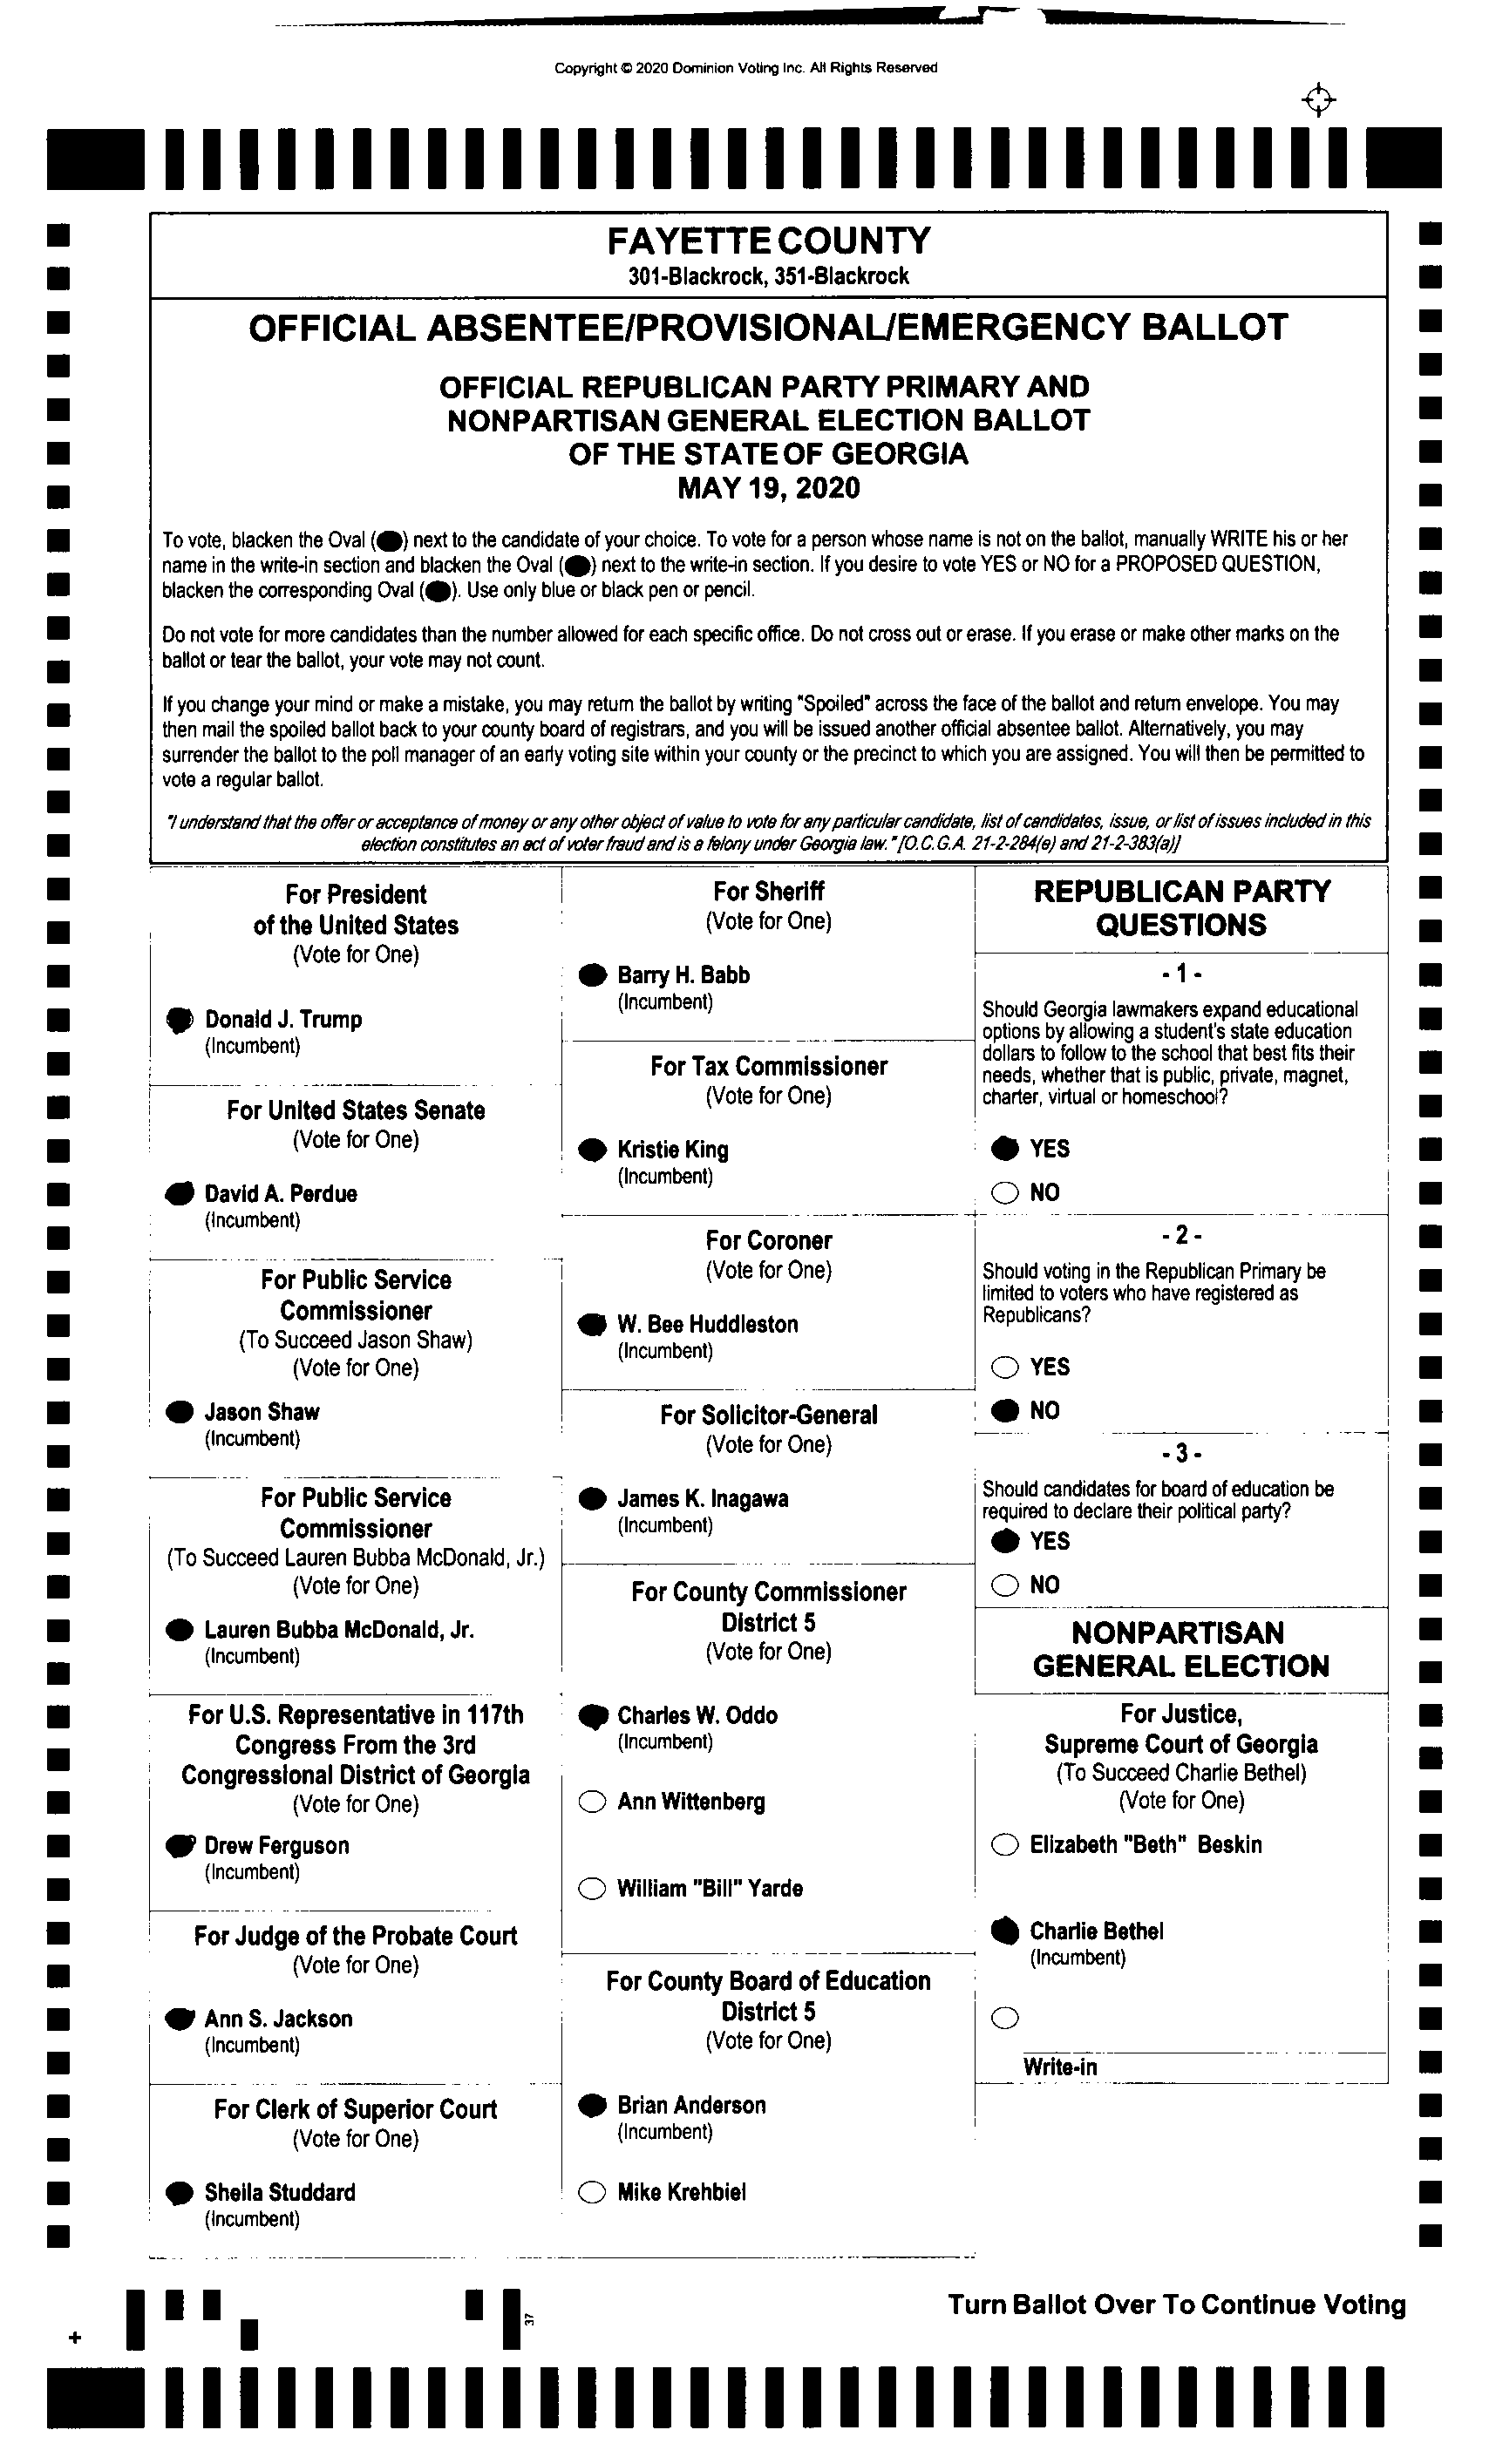 Copyright © 2020 Dominion Voting Inc. All Rights Reserved
FAYETTE COUNTY
301-Blackrock, 351-Blackrock
OFFICIAL ABSENTEE/PROVISIONAL/EMERGENCY BALLOT
OFFICIAL REPUBLICAN PARTY PRIMARY AND
NONPARTISAN GENERAL ELECTION BALLOT
OF THE STATE OF GEORGIA
MAY 19, 2020
To vote, blacken the Oval ( ) next to the candidate of your choice. To vote for a person whose name is not on the ballot, manually WRITE his or her
name in the write-in section and blacken the Oval ( ) next to the write-in section. If you desire to vote YES or NO for a PROPOSED QUESTION,
blacken the corresponding Oval ( ). Use only blue or black pen or pencil.
Do not vote for more candidates than the number allowed for each specific office. Do not cross out or erase. If you erase or make other marks on the
ballot or tear the ballot, your vote may not count.
If you change your mind or make a mistake, you may return the ballot by writing "Spoiled" across the face of the ballot and return envelope. You may
then mail the spoiled ballot back to your county board of registrars, and you will be issued another official absentee ballot. Alternatively, you may
surrender the ballot to the poll manager of an early voting site within your county or the precinct to which you are assigned. You will then be permitted to
vote a regular ballot.
"I understand that the offer or acceptance of money or any other object of value to vote for any particular candidate, list of candidates, issue, or list of issues included in this
election constitutes an act of voter fraud and is a felony under Georgia law." [O.C.G.A. 21-2-284(e) and 21-2-383(a)]
For President
of the United States
(Vote for One)
Donald J. Trump
(Incumbent)
For United States Senate
(Vote for One)
David A. Perdue
(Incumbent)
For Public Service
Commissioner
(To Succeed Jason Shaw)
(Vote for One)
Jason Shaw
(Incumbent)
For Public Service
Commissioner
(To Succeed Lauren Bubba McDonald, Jr.)
(Vote for One)
Lauren Bubba McDonald, Jr.
(Incumbent)
For U.S. Representative in 117th
Congress From the 3rd
Congressional District of Georgia
(Vote for One)
Drew Ferguson
(Incumbent)
For Judge of the Probate Court
(Vote for One)
Ann S. Jackson
(Incumbent)
For Clerk of Superior Court
(Vote for One)
Sheila Studdard
(Incumbent)
For Sheriff
(Vote for One)
Barry H. Babb
(Incumbent)
For Tax Commissioner
(Vote for One)
Kristie King
(Incumbent)
For Coroner
(Vote for One)
W. Bee Huddleston
(Incumbent)
For Solicitor-General
(Vote for One)
James K. Inagawa
(Incumbent)
For County Commissioner
District 5
(Vote for One)
Charles W. Oddo
(Incumbent)
Ann Wittenberg
William "Bill" Yarde
For County Board of Education
District 5
(Vote for One)
Brian Anderson
(Incumbent)
Mike Krehbiel
REPUBLICAN PARTY
QUESTIONS
- 1 -
Should Georgia lawmakers expand educational
options by allowing a student's state education
dollars to follow to the school that best fits their
needs, whether that is public, private, magnet,
charter, virtual or homeschool?
YES
NO
- 2 -
Should voting in the Republican Primary be
limited to voters who have registered as
Republicans?
YES
NO
- 3 -
Should candidates for board of education be
required to declare their political party?
YES
NO
NONPARTISAN
GENERAL ELECTION
For Justice,
Supreme Court of Georgia
(To Succeed Charlie Bethel)
(Vote for One)
Elizabeth "Beth" Beskin
Charlie Bethel
(Incumbent)
Write-in
Turn Ballot Over To Continue Voting
37
+